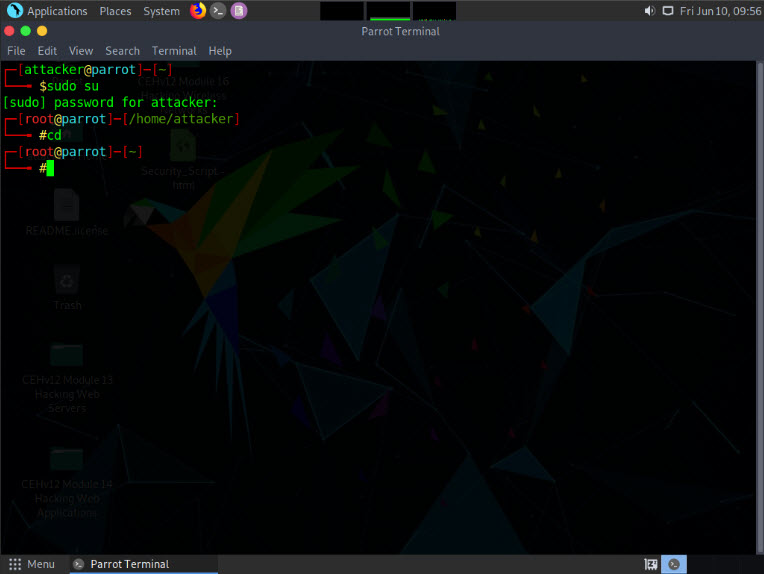 Applications Places System Fri Jun 10, 09:56
Parrot Terminal
File Edit View Search Terminal Help
┌─[attacker@parrot]─[~]
└──╼ $sudo su
[sudo] password for attacker:
┌─[root@parrot]─[/home/attacker]
└──╼ #cd
┌─[root@parrot]─[~]
└──╼ #
CEHv12 Module 16
Hacking Wireless
Security_Script.
html
README.license
Trash
CEHv12 Module 13
Hacking Web
Servers
CEHv12 Module 14
Hacking Web
Applications
Menu Parrot Terminal